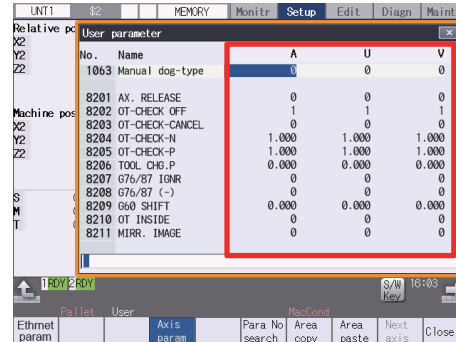 UNT1 $2 MEMORY Monitr Setup Edit Diagn Maint
Relative po
X2
Y2
Z2
Machine pos
X2
Y2
Z2
S
M
T
User parameter
No. Name A U V
1063 Manual dog-type 0 0 0
8201 AX. RELEASE 0 0 0
8202 OT-CHECK OFF 1 1 1
8203 OT-CHECK-CANCEL 0 0 0
8204 OT-CHECK-N 1.000 1.000 1.000
8205 OT-CHECK-P 1.000 1.000 1.000
8206 TOOL CHG.P 0.000 0.000 0.000
8207 G76/87 IGNR 0 0 0
8208 G76/87 (-) 0 0 0
8209 G60 SHIFT 0.000 0.000 0.000
8210 OT INSIDE 0 0 0
8211 MIRR. IMAGE 0 0 0
1RDY 2RDY S/W Key 16:03
Pallet User MacCond
Ethrnet param Axis param Para No search Area copy Area paste Next axis Close